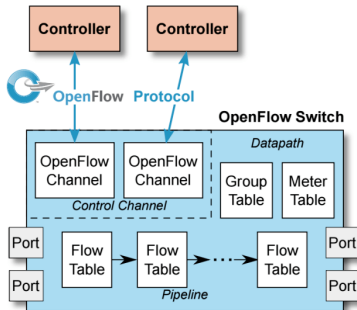 Controller
Controller
OpenFlow Protocol
OpenFlow Switch
Datapath
OpenFlow
Channel
OpenFlow
Channel
Control Channel
Group
Table
Meter
Table
Port
Port
Flow
Table
Flow
Table
Flow
Table
Port
Port
Pipeline